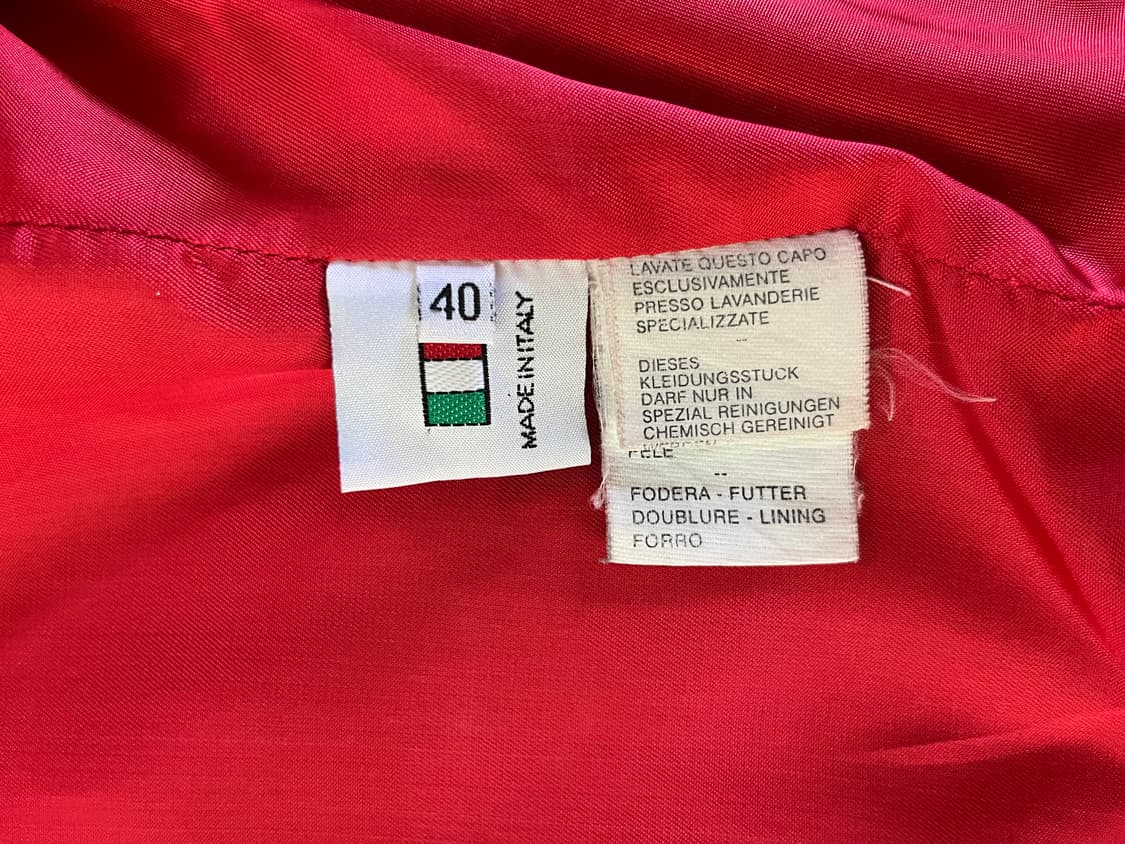 40
MADE IN ITALY
LAVATE QUESTO CAPO
ESCLUSIVAMENTE
PRESSO LAVANDERIE
SPECIALIZZATE
--
DIESES
KLEIDUNGSSTUCK
DARF NUR IN
SPEZIAL REINIGUNGEN
CHEMISCH GEREINIGT
WERDEN
--
FODERA - FUTTER
DOUBLURE - LINING
FORRO